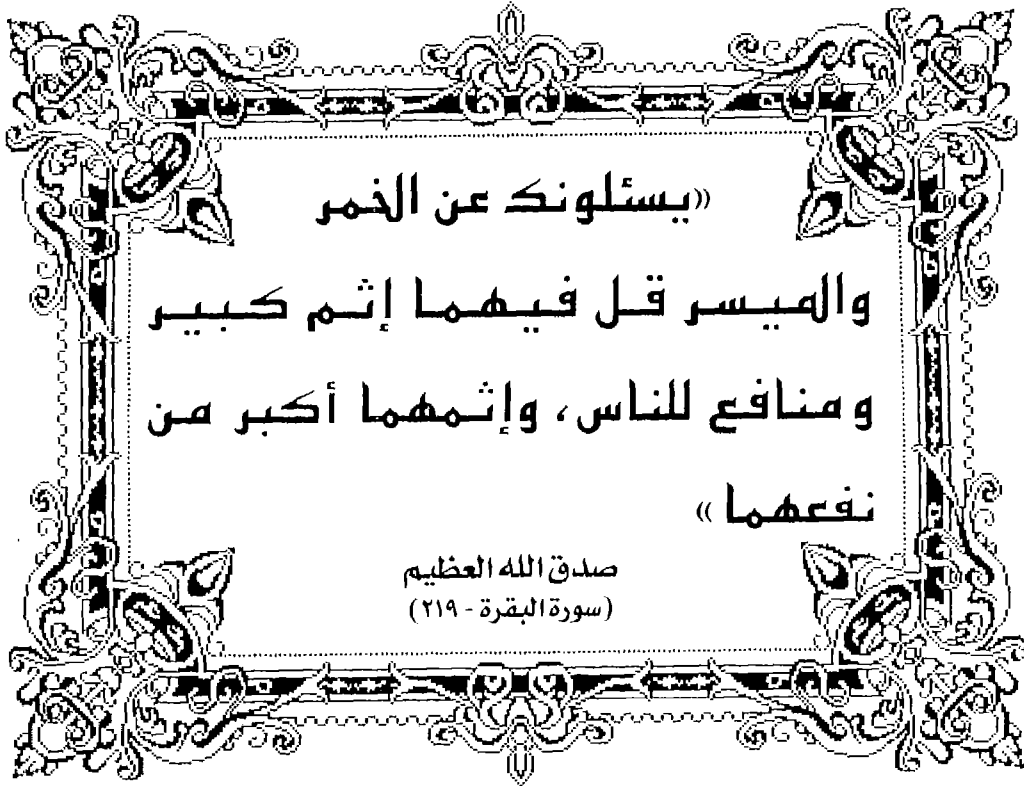 «يسئلونك عن الخمر
والميسر قل فيهما إثم كبير
ومنافع للناس، وإثمهما أكبر من
نفعهما»
صدق الله العظيم
(سورة البقرة - ٢١٩)